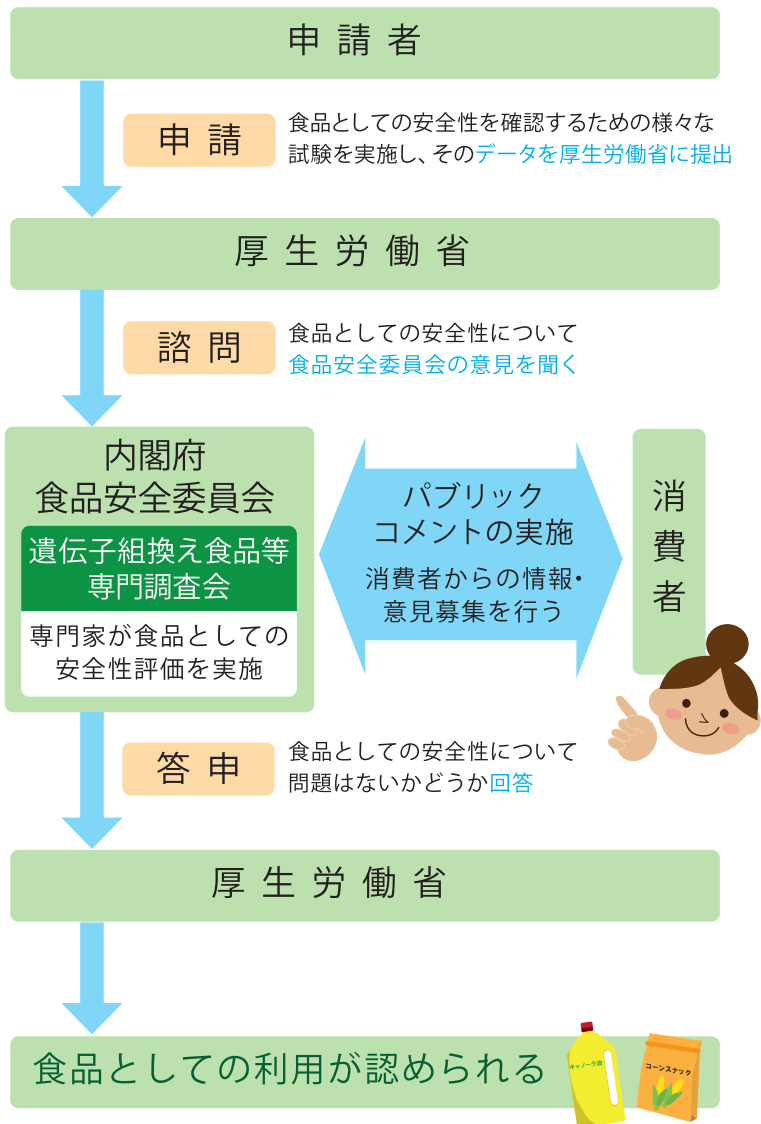 申請者
申請
食品としての安全性を確認するための様々な
試験を実施し、そのデータを厚生労働省に提出
厚生労働省
諮問
食品としての安全性について
食品安全委員会の意見を聞く
内閣府
食品安全委員会
遺伝子組換え食品等
専門調査会
専門家が食品としての
安全性評価を実施
パブリック
コメントの実施
消費者からの情報・
意見募集を行う
消費者
答申
食品としての安全性について
問題はないかどうか回答
厚生労働省
食品としての利用が認められる
キャノーラ油
コーンスナック